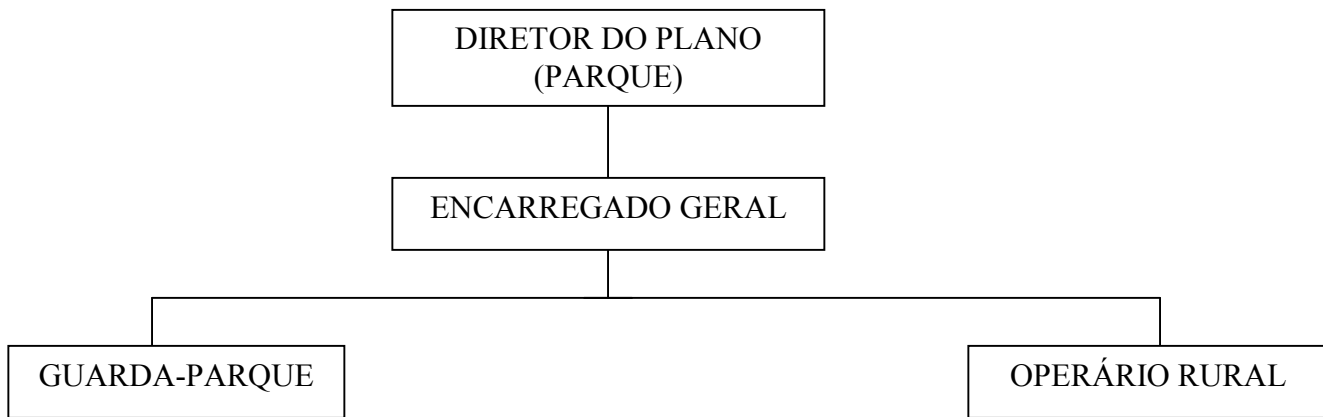 DIRETOR DO PLANO
(PARQUE)
ENCARREGADO GERAL
GUARDA-PARQUE
OPERÁRIO RURAL